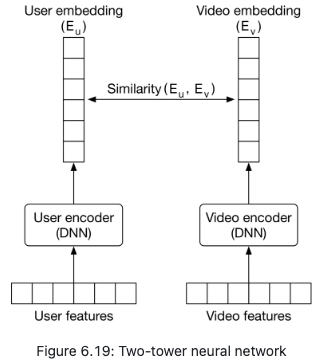 User embedding
(E_u)
Video embedding
(E_v)
Similarity (E_u, E_v)
User encoder
(DNN)
Video encoder
(DNN)
User features
Video features
Figure 6.19: Two-tower neural network